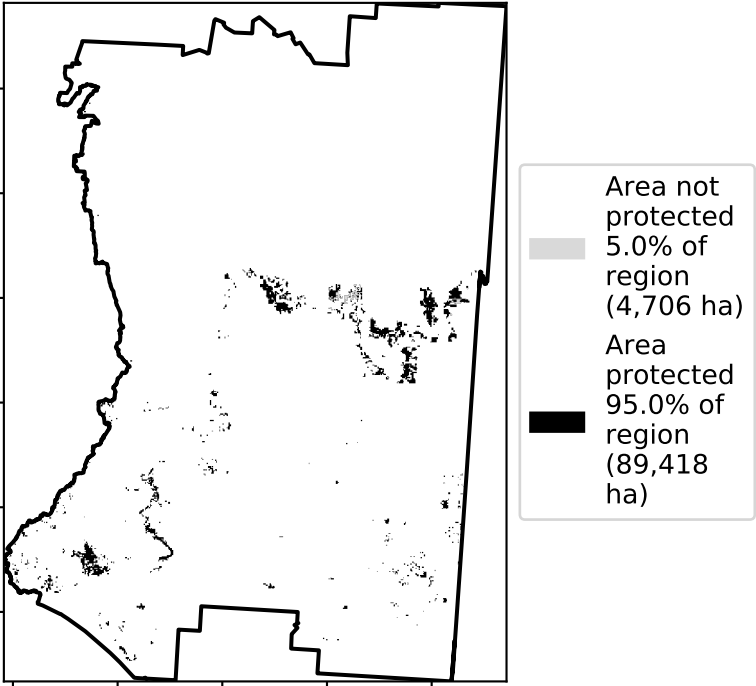 Area not
protected
5.0% of
region
(4,706 ha)
Area
protected
95.0% of
region
(89,418
ha)